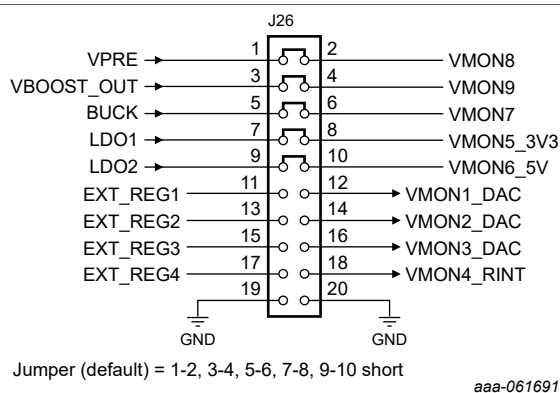 J26
VPRE 1 2 VMON8
VBOOST_OUT 3 4 VMON9
BUCK 5 6 VMON7
LDO1 7 8 VMON5_3V3
LDO2 9 10 VMON6_5V
EXT_REG1 11 12 VMON1_DAC
EXT_REG2 13 14 VMON2_DAC
EXT_REG3 15 16 VMON3_DAC
EXT_REG4 17 18 VMON4_RINT
19 20
GND GND
Jumper (default) = 1-2, 3-4, 5-6, 7-8, 9-10 short
aaa-061691